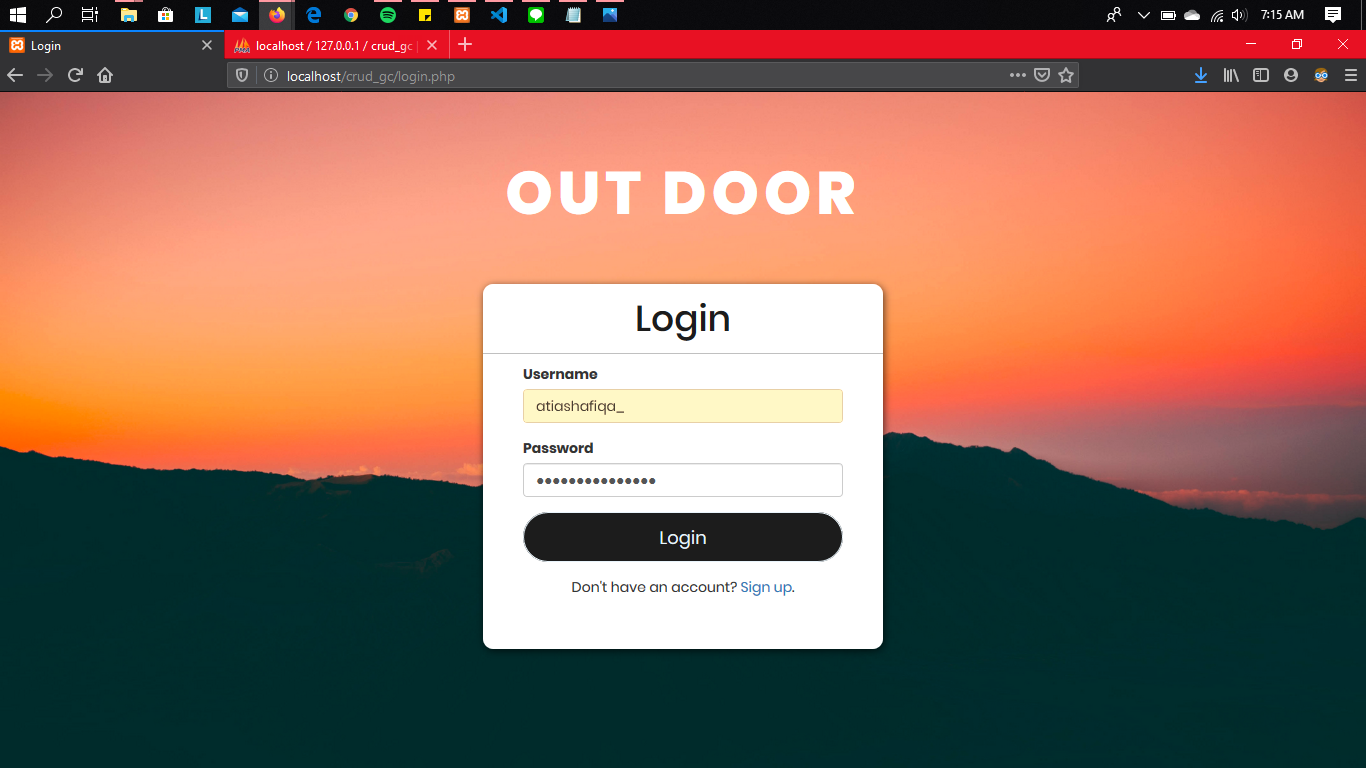 7:15 AM
Login
localhost / 127.0.0.1 / crud_gc
localhost/crud_gc/login.php
OUT DOOR
Login
Username
atiashafiqa_
Password
Login
Don't have an account? Sign up.